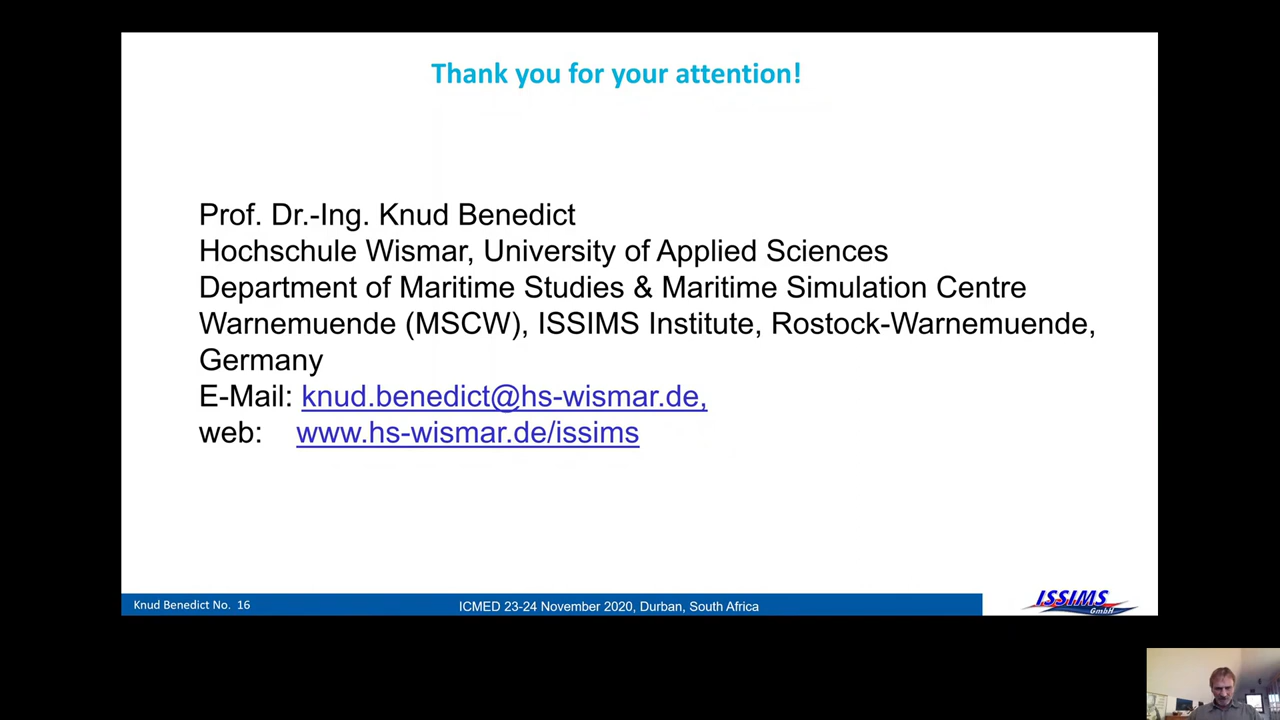 Thank you for your attention!
Prof. Dr.-Ing. Knud Benedict
Hochschule Wismar, University of Applied Sciences
Department of Maritime Studies & Maritime Simulation Centre
Warnemuende (MSCW), ISSIMS Institute, Rostock-Warnemuende,
Germany
E-Mail: knud.benedict@hs-wismar.de,
web: www.hs-wismar.de/issims
Knud Benedict No. 16
ICMED 23-24 November 2020, Durban, South Africa
ISSIMS
GmbH